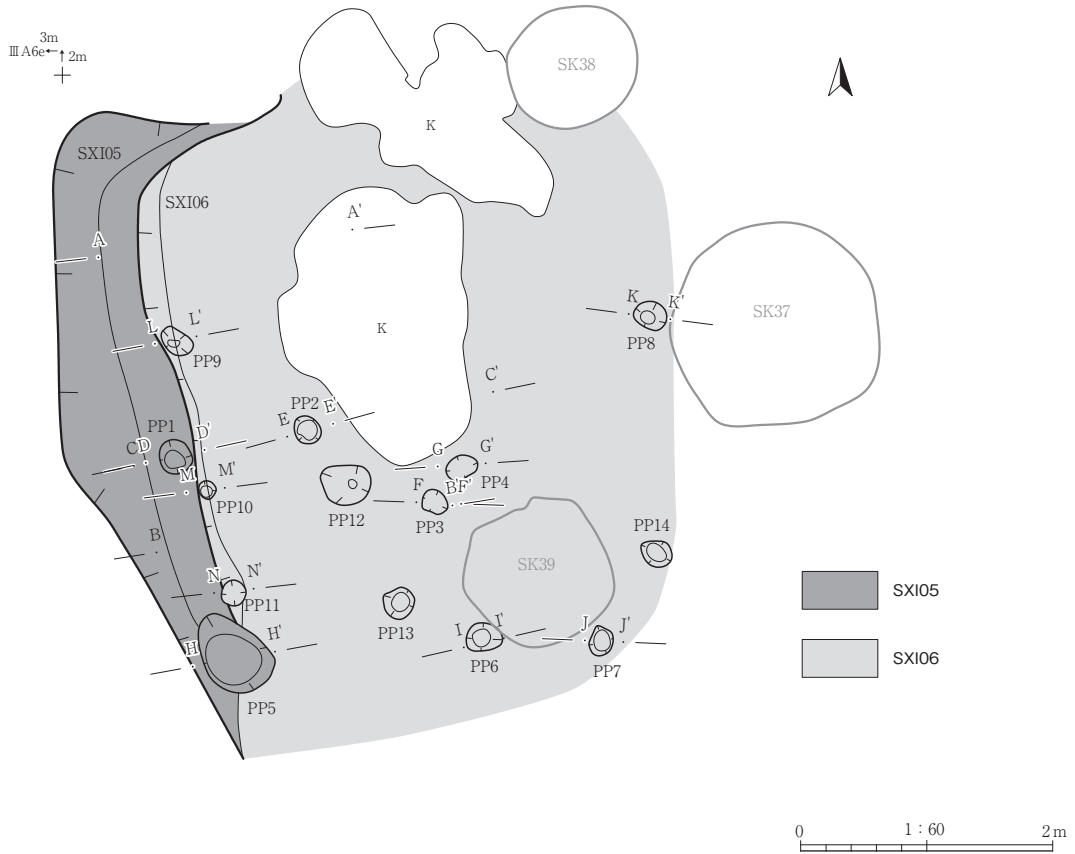 3m
ⅢA6e
2m
SK38
K
SXI05
SXI06
A'
A
SK37
K
K
K'
PP8
L
L'
PP9
C'
PP2
E
E'
PP1
D'
C
D
G
G'
PP4
M
M'
PP10
F
B'
F'
PP3
PP12
PP14
B
SK39
SXI05
N
N'
PP11
PP13
I
I'
J
J'
H
H'
PP6
PP7
SXI06
PP5
0
1：60
2m